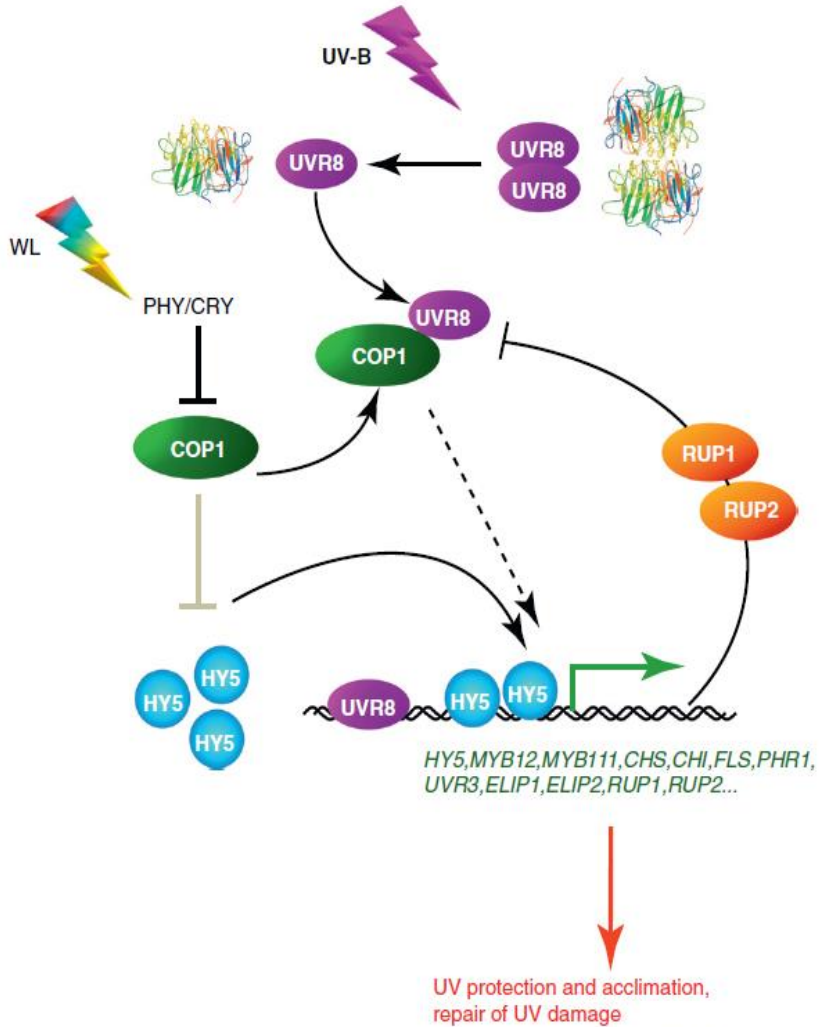 UV-B
UVR8
UVR8
UVR8
WL
PHY/CRY
UVR8
COP1
COP1
RUP1
RUP2
HY5
HY5
HY5
UVR8
HY5
HY5
HY5,MYB12,MYB111,CHS,CHI,FLS,PHR1,
UVR3,ELIP1,ELIP2,RUP1,RUP2...
UV protection and acclimation,
repair of UV damage